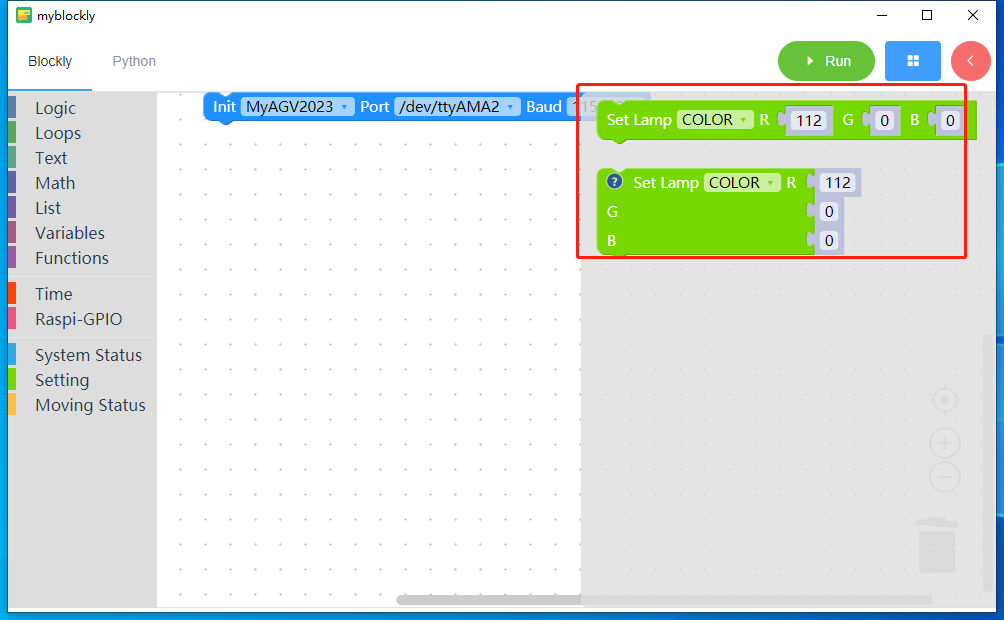 myblockly
Blockly Python Run
Init MyAGV2023 Port /dev/ttyAMA2 Baud 115
Set Lamp COLOR R 112 G 0 B 0
? Set Lamp COLOR R 112
G 0
B 0
Logic
Loops
Text
Math
List
Variables
Functions
Time
Raspi-GPIO
System Status
Setting
Moving Status